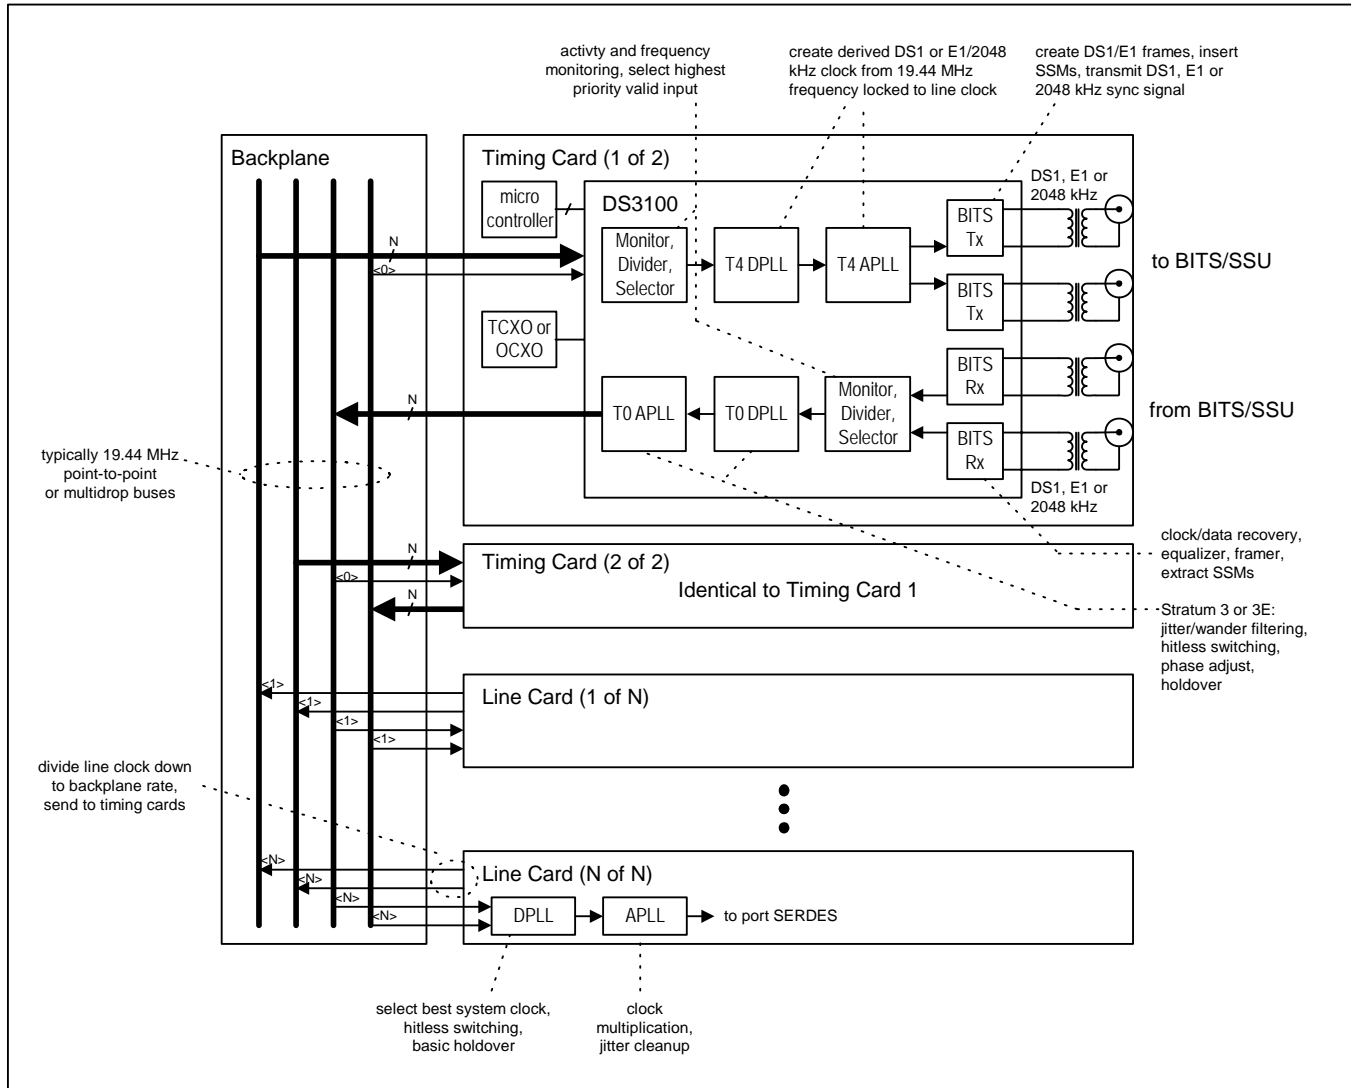 activty and frequency
monitoring, select highest
priority valid input
create derived DS1 or E1/2048
kHz clock from 19.44 MHz
frequency locked to line clock
create DS1/E1 frames, insert
SSMs, transmit DS1, E1 or
2048 kHz sync signal
Backplane
Timing Card (1 of 2)
micro
controller
DS3100
DS1, E1 or
2048 kHz
N
<0>
Monitor,
Divider,
Selector
T4 DPLL
T4 APLL
BITS
Tx
BITS
Tx
to BITS/SSU
TCXO or
OCXO
N
T0 APLL
T0 DPLL
Monitor,
Divider,
Selector
BITS
Rx
BITS
Rx
from BITS/SSU
DS1, E1 or
2048 kHz
typically 19.44 MHz
point-to-point
or multidrop buses
clock/data recovery,
equalizer, framer,
extract SSMs
N
<0>
N
Timing Card (2 of 2)
Identical to Timing Card 1
Stratum 3 or 3E:
jitter/wander filtering,
hitless switching,
phase adjust,
holdover
<1>
<1>
<1>
<1>
Line Card (1 of N)
divide line clock down
to backplane rate,
send to timing cards
<N>
<N>
<N>
<N>
Line Card (N of N)
DPLL
APLL
to port SERDES
select best system clock,
hitless switching,
basic holdover
clock
multiplication,
jitter cleanup